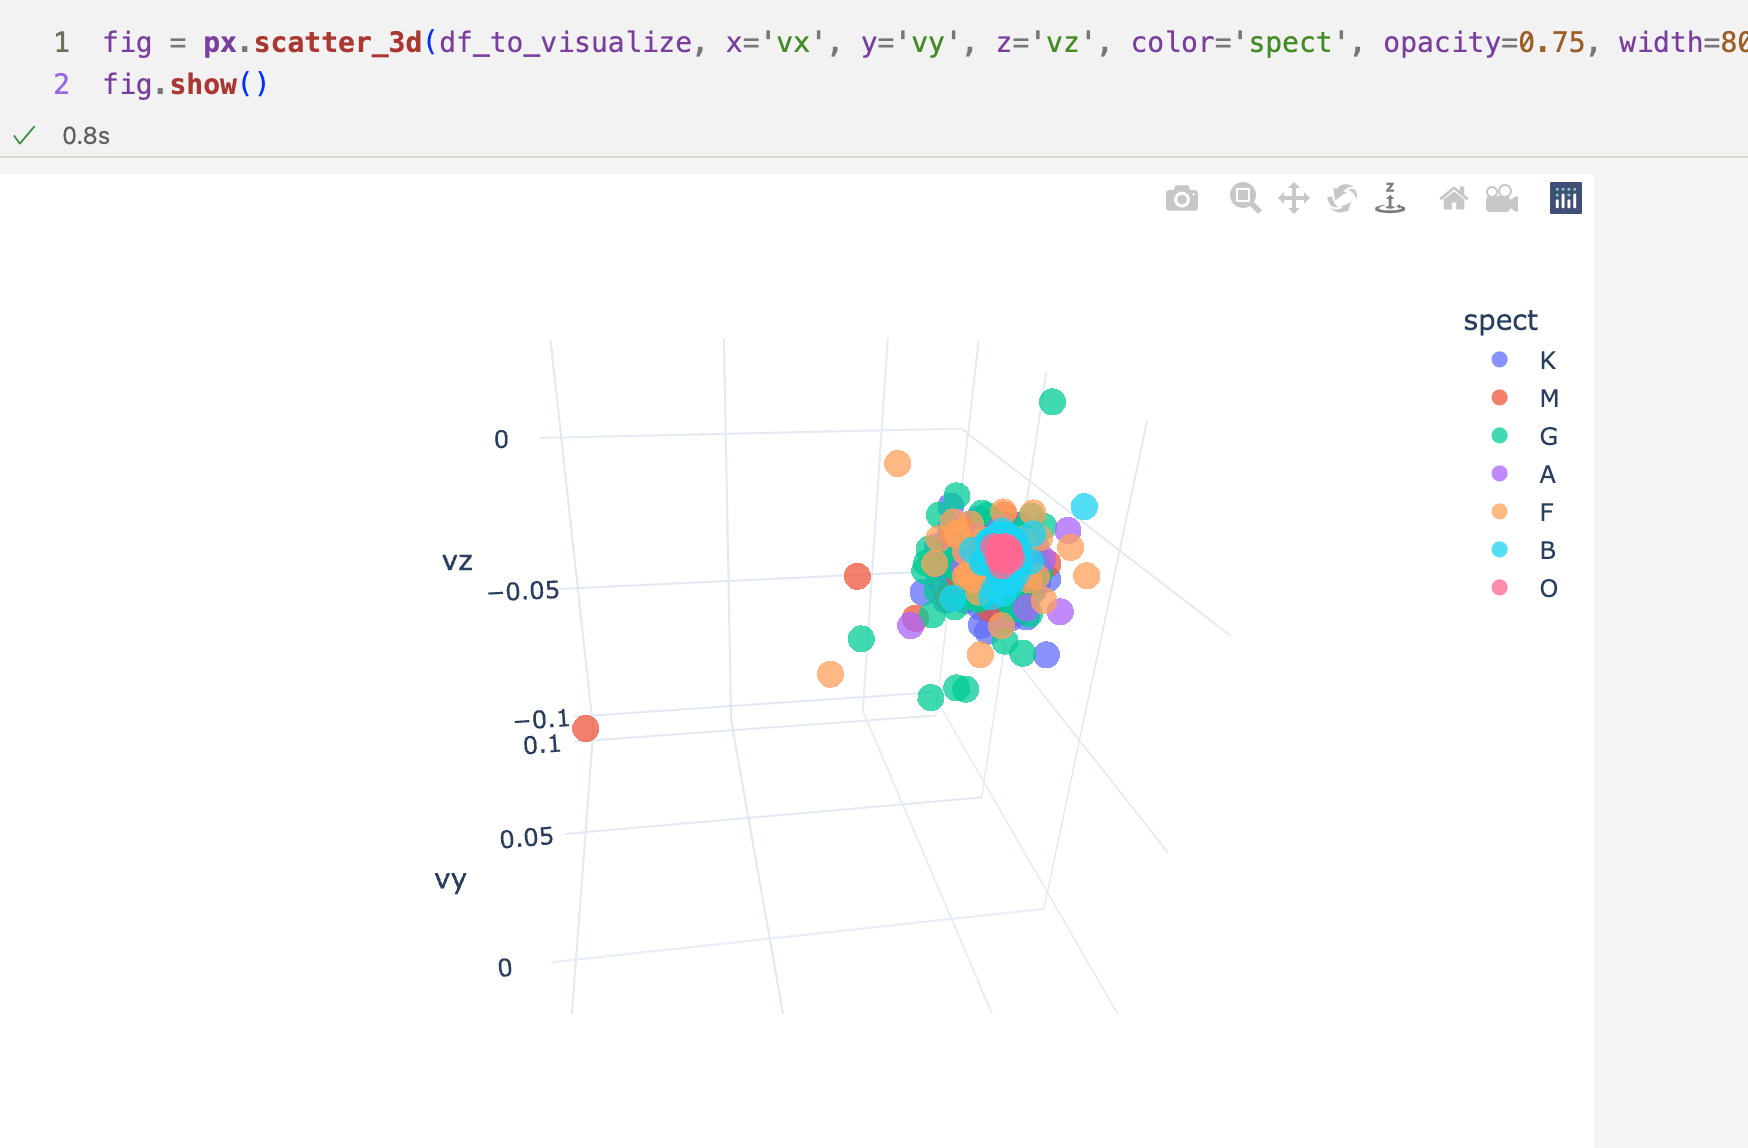 1 fig = px.scatter_3d(df_to_visualize, x='vx', y='vy', z='vz', color='spect', opacity=0.75, width=80
2 fig.show()
0.8s
z
spect
K
M
G
A
F
B
O
0
vz
−0.05
−0.1
0.1
0.05
vy
0